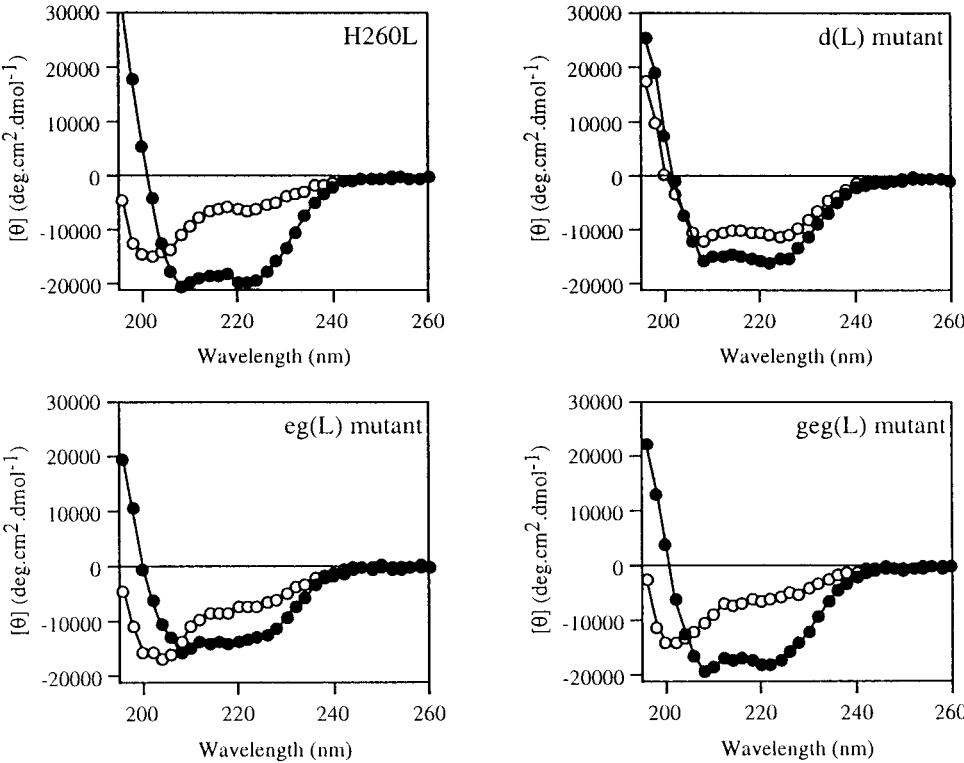 H260L
30000
20000
10000
0
-10000
-20000
[θ] (deg.cm2.dmol-1)
200 220 240 260
Wavelength (nm)
d(L) mutant
30000
20000
10000
0
-10000
-20000
[θ] (deg.cm2.dmol-1)
200 220 240 260
Wavelength (nm)
eg(L) mutant
30000
20000
10000
0
-10000
-20000
[θ] (deg.cm2.dmol-1)
200 220 240 260
Wavelength (nm)
geg(L) mutant
30000
20000
10000
0
-10000
-20000
[θ] (deg.cm2.dmol-1)
200 220 240 260
Wavelength (nm)